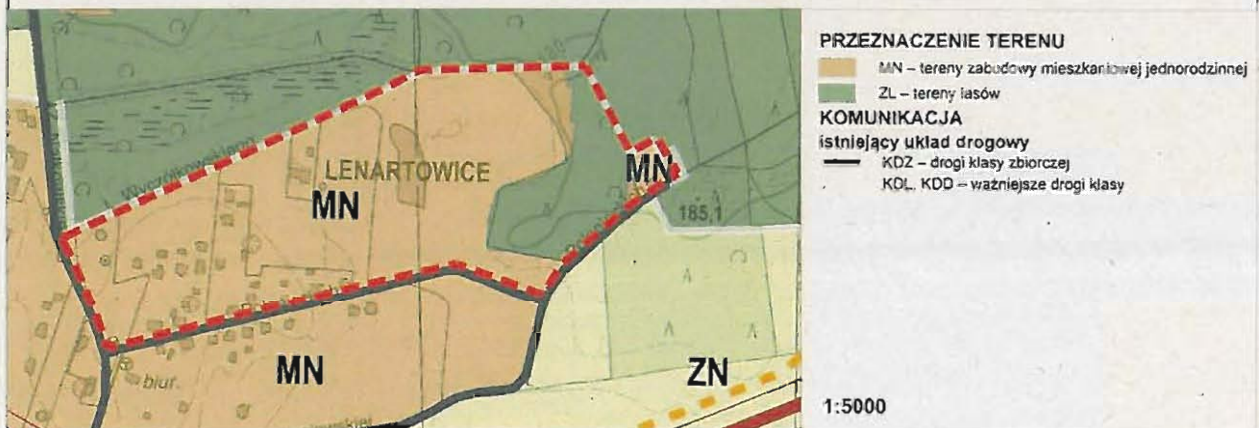 PRZEZNACZENIE TERENU
MN – tereny zabudowy mieszkaniowej jednorodzinnej
ZL – tereny lasów
KOMUNIKACJA
istniejący układ drogowy
KDZ – drogi klasy zbiorczej
KDL, KDD – ważniejsze drogi klasy
1:5000
Wyczółkowskiego
LENARTOWICE
MN
MN
185,1
MN
ZN
biur.